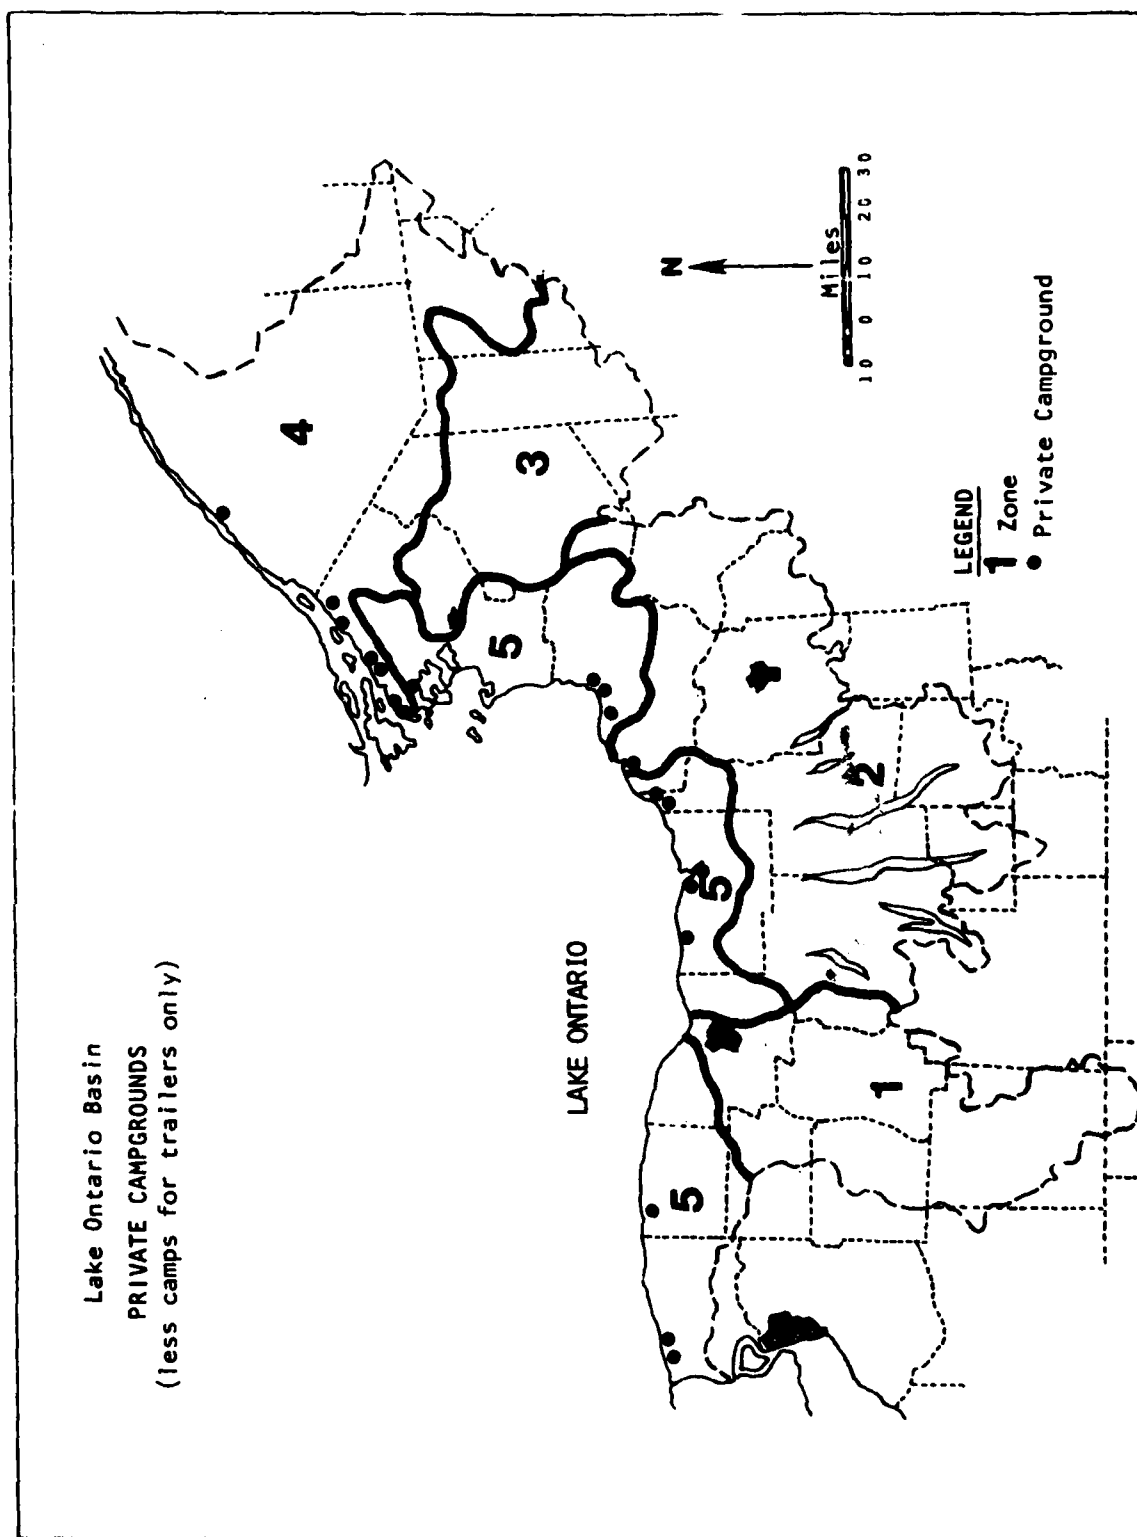 Lake Ontario Basin
PRIVATE CAMPGROUNDS
(less camps for trailers only)
4
3
5
N
Miles
10 0 10 20 30
LAKE ONTARIO
5
2
5
1
LEGEND
1 Zone
● Private Campground